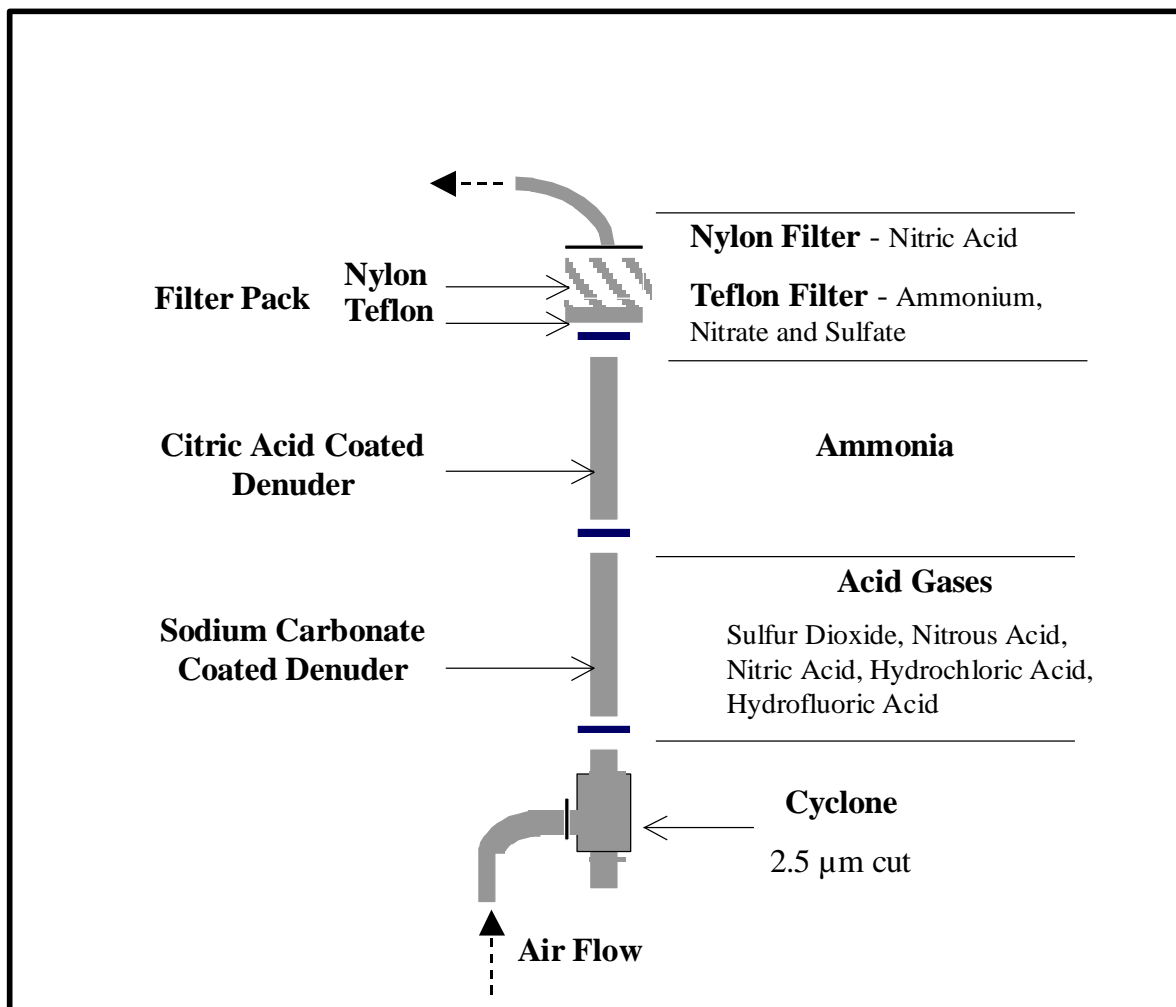 Nylon Filter - Nitric Acid
Teflon Filter - Ammonium,
Nitrate and Sulfate
Filter Pack
Nylon
Teflon
Citric Acid Coated
Denuder
Ammonia
Acid Gases
Sulfur Dioxide, Nitrous Acid,
Nitric Acid, Hydrochloric Acid,
Hydrofluoric Acid
Sodium Carbonate
Coated Denuder
Cyclone
2.5 µm cut
Air Flow